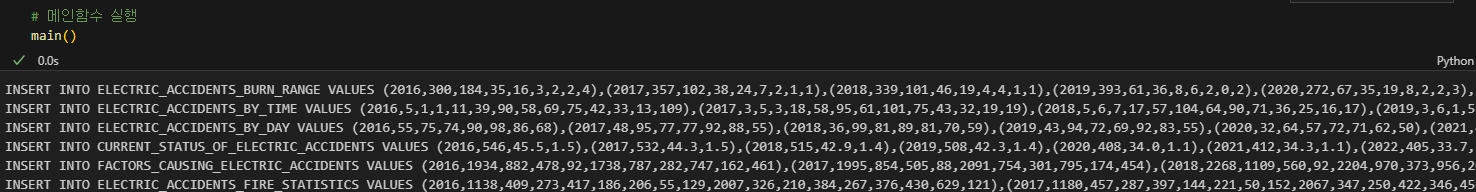 # 메인함수 실행
main()
0.0s
Python
INSERT INTO ELECTRIC_ACCIDENTS_BURN_RANGE VALUES (2016,300,184,35,16,3,2,2,4),(2017,357,102,38,24,7,2,1,1),(2018,339,101,46,19,4,4,1,1),(2019,393,61,36,8,6,2,0,2),(2020,272,67,35,19,8,2,2,3),
INSERT INTO ELECTRIC_ACCIDENTS_BY_TIME VALUES (2016,5,1,1,11,39,90,58,69,75,42,33,13,109),(2017,3,5,3,18,58,95,61,101,75,43,32,19,19),(2018,5,6,7,17,57,104,64,90,71,36,25,16,17),(2019,3,6,1,5
INSERT INTO ELECTRIC_ACCIDENTS_BY_DAY VALUES (2016,55,75,74,90,98,86,68),(2017,48,95,77,77,92,88,55),(2018,36,99,81,89,81,70,59),(2019,43,94,72,69,92,83,55),(2020,32,64,57,72,71,62,50),(2021,
INSERT INTO CURRENT_STATUS_OF_ELECTRIC_ACCIDENTS VALUES (2016,546,45.5,1.5),(2017,532,44.3,1.5),(2018,515,42.9,1.4),(2019,508,42.3,1.4),(2020,408,34.0,1.1),(2021,412,34.3,1.1),(2022,405,33.7,
INSERT INTO FACTORS_CAUSING_ELECTRIC_ACCIDENTS VALUES (2016,1934,882,478,92,1738,787,282,747,162,461),(2017,1995,854,505,88,2091,754,301,795,174,454),(2018,2268,1109,560,92,2204,970,373,956,2
INSERT INTO ELECTRIC_ACCIDENTS_FIRE_STATISTICS VALUES (2016,1138,409,273,417,186,206,55,129,2007,326,210,384,267,376,430,629,121),(2017,1180,457,287,397,144,221,50,152,2067,347,250,422,346,4